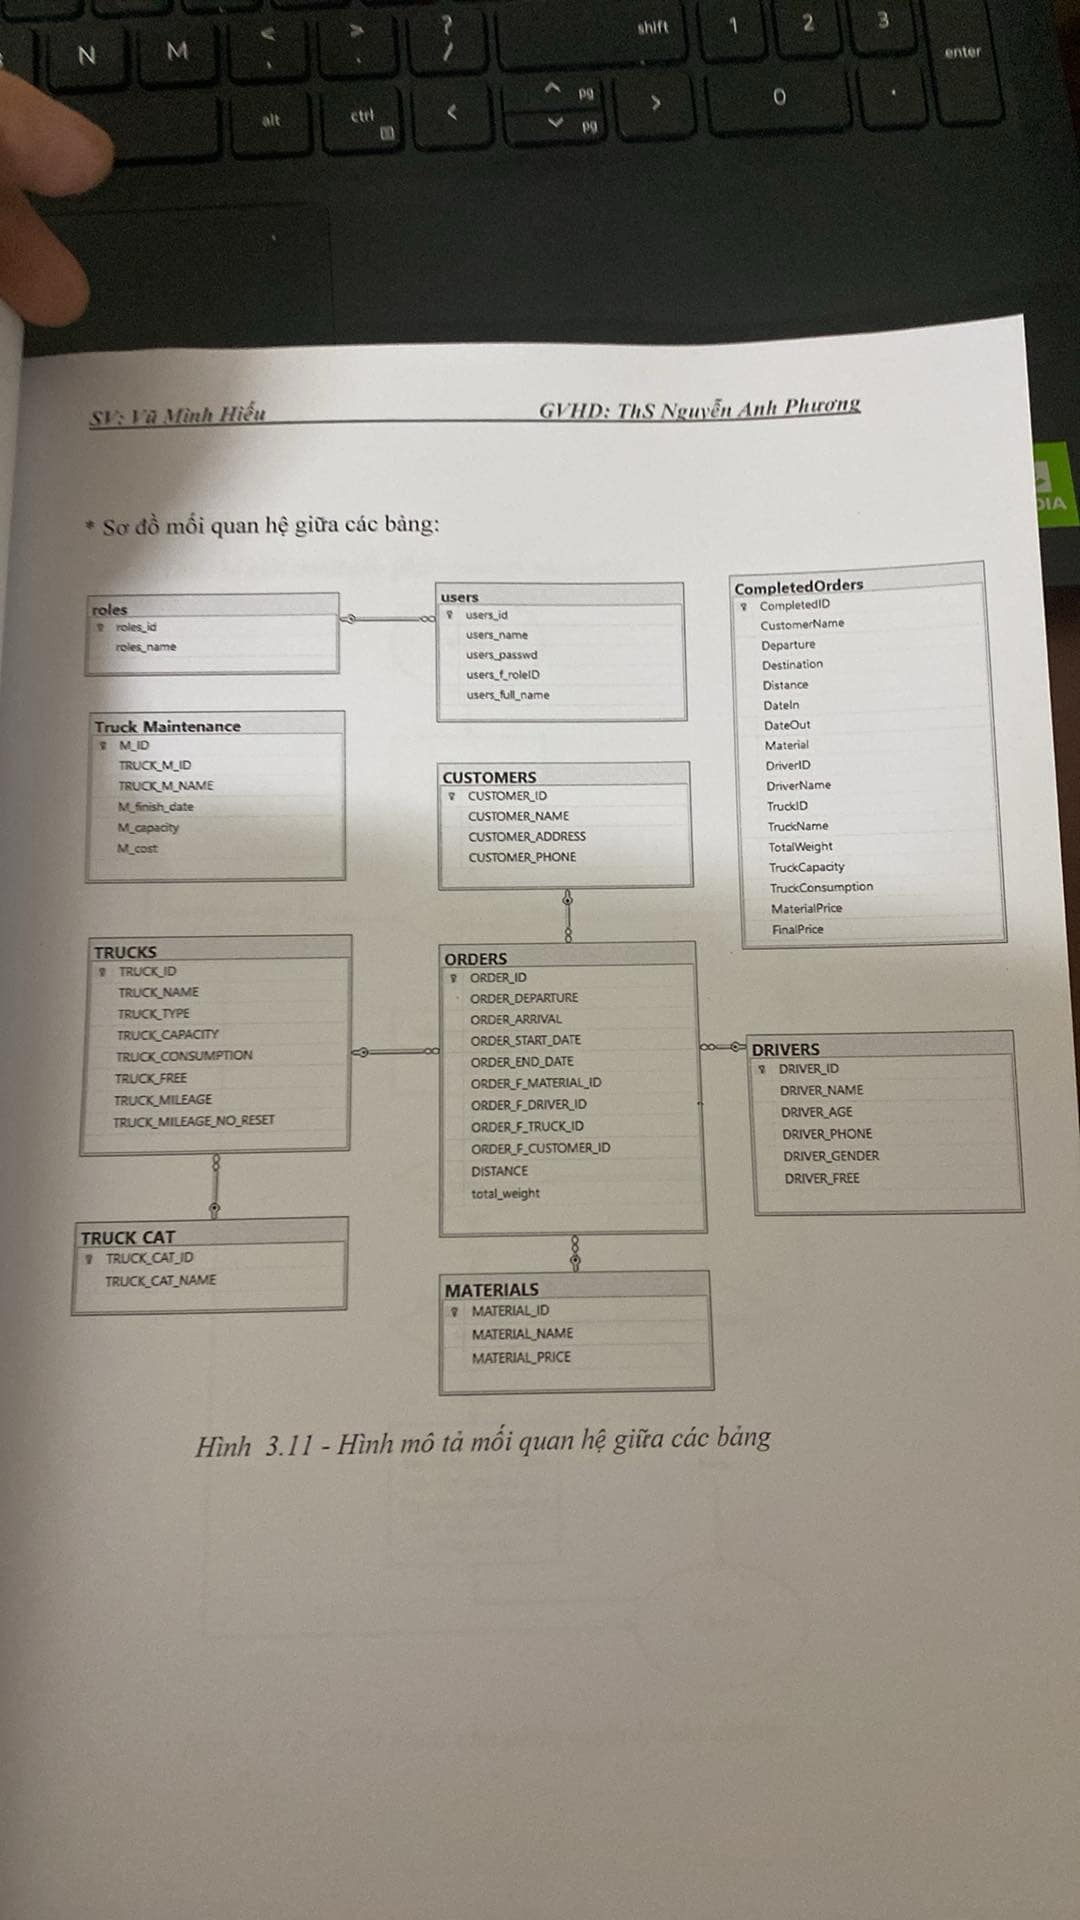 N M < , > . ? / shift 1 2 3 enter
alt ctrl < ^ pg pg > 0 .
SV: Vũ Minh Hiếu GVHD: ThS Nguyễn Anh Phương
* Sơ đồ mối quan hệ giữa các bảng:
roles
roles_id
roles_name
users
users_id
users_name
users_passwd
users_f_roleID
users_full_name
CompletedOrders
CompletedID
CustomerName
Departure
Destination
Distance
DateIn
DateOut
Material
DriverID
DriverName
TruckID
TruckName
TotalWeight
TruckCapacity
TruckConsumption
MaterialPrice
FinalPrice
Truck Maintenance
M_ID
TRUCK_M_ID
TRUCK_M_NAME
M_finish_date
M_capacity
M_cost
CUSTOMERS
CUSTOMER_ID
CUSTOMER_NAME
CUSTOMER_ADDRESS
CUSTOMER_PHONE
TRUCKS
TRUCK_ID
TRUCK_NAME
TRUCK_TYPE
TRUCK_CAPACITY
TRUCK_CONSUMPTION
TRUCK_FREE
TRUCK_MILEAGE
TRUCK_MILEAGE_NO_RESET
ORDERS
ORDER_ID
ORDER_DEPARTURE
ORDER_ARRIVAL
ORDER_START_DATE
ORDER_END_DATE
ORDER_F_MATERIAL_ID
ORDER_F_DRIVER_ID
ORDER_F_TRUCK_ID
ORDER_F_CUSTOMER_ID
DISTANCE
total_weight
DRIVERS
DRIVER_ID
DRIVER_NAME
DRIVER_AGE
DRIVER_PHONE
DRIVER_GENDER
DRIVER_FREE
TRUCK CAT
TRUCK_CAT_ID
TRUCK_CAT_NAME
MATERIALS
MATERIAL_ID
MATERIAL_NAME
MATERIAL_PRICE
Hình 3.11 - Hình mô tả mối quan hệ giữa các bảng